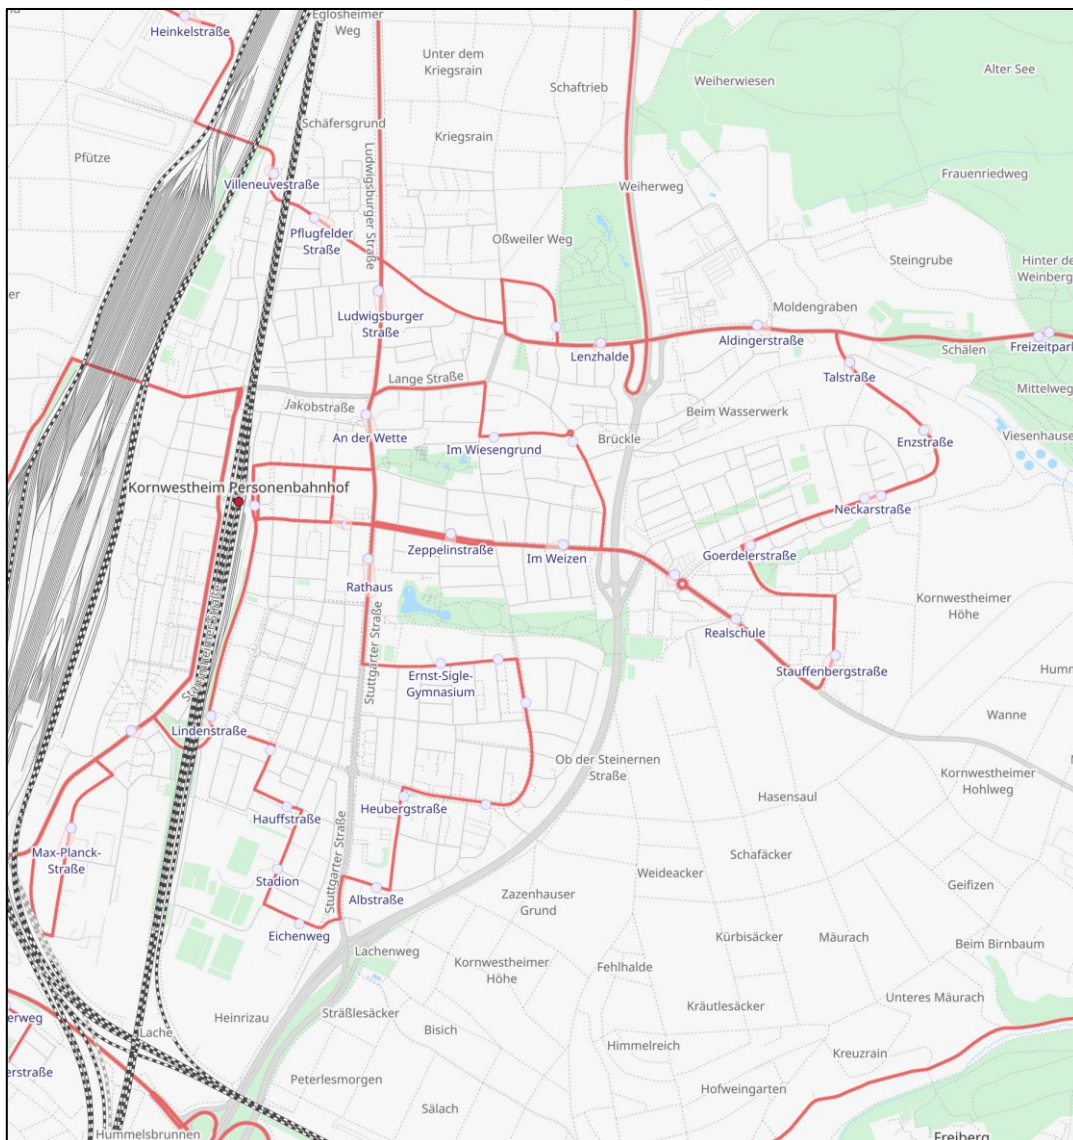 Heinkelstraße
Eglosheimer
Weg
Unter dem
Kriegsrain
Schaftrieb
Weiherwiesen
Alter See
Schäfersgrund
Kriegsrain
Pfütze
Villeneuvestraße
Ludwigsburger Straße
Weiherweg
Frauenriedweg
Pflugfelder
Straße
Oßweiler Weg
Steingrube
Hinter de
Weinberg
er
Moldengraben
Ludwigsburger
Straße
Lenzhalde
Aldingerstraße
Schälen
Freizeitpark
Lange Straße
Talstraße
Mittelweg
Jakobstraße
Beim Wasserwerk
An der Wette
Im Wiesengrund
Brückle
Enzstraße
Viesenhause
Kornwestheim Personenbahnhof
Neckarstraße
Zeppelinstraße
Im Weizen
Goerdelerstraße
Rathaus
Kornwestheimer
Höhe
Stuttgarter Straße
Realschule
Ernst-Sigle-
Gymnasium
Stauffenbergstraße
Humm
Wanne
Lindenstraße
Ob der Steinernen
Straße
Kornwestheimer
Hohlweg
Hasensaul
Heubergstraße
Hauffstraße
Stuttgarter Straße
Max-Planck-
Straße
Schafäcker
Weideacker
Stadion
Albstraße
Zazenhauser
Grund
Geifizen
Eichenweg
Kürbisäcker
Mäurach
Beim Birnbaum
Lachenweg
Kornwestheimer
Höhe
Fehlhalde
Unteres Mäurach
Kräutlesäcker
erweg
Heinrizau
Sträßlesäcker
Lache
Bisich
Himmelreich
Kreuzrain
erstraße
Peterlesmorgen
Hofweingarten
Sälach
Hummelsbrunnen
Freiberg